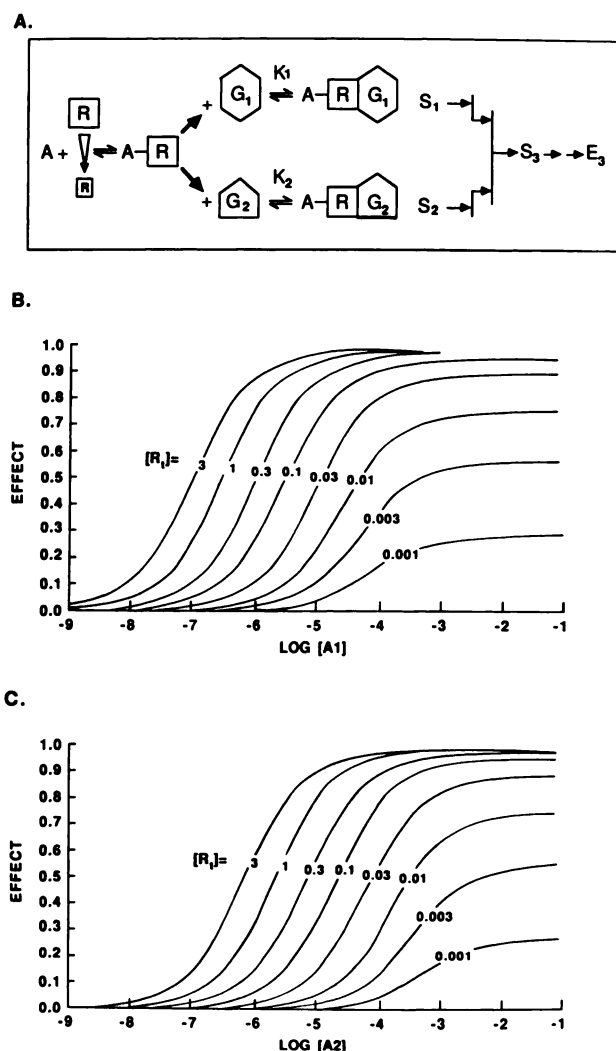 A.
K₁
R + G₁ ⇌ A R G₁ S₁
A + ⇌ A R S₃ E₃
R K₂
+ G₂ ⇌ A R G₂ S₂
B.
1.0
0.9
0.8
0.7
0.6
0.5
0.4
0.3
0.2
0.1
0.0
EFFECT
[Rₜ]= 3 1 0.3 0.1 0.03 0.01
0.003
0.001
-9 -8 -7 -6 -5 -4 -3 -2 -1
LOG [A1]
C.
1.0
0.9
0.8
0.7
0.6
0.5
0.4
0.3
0.2
0.1
0.0
EFFECT
[Rₜ]= 3 1 0.3 0.1 0.03 0.01
0.003
0.001
-9 -8 -7 -6 -5 -4 -3 -2 -1
LOG [A2]